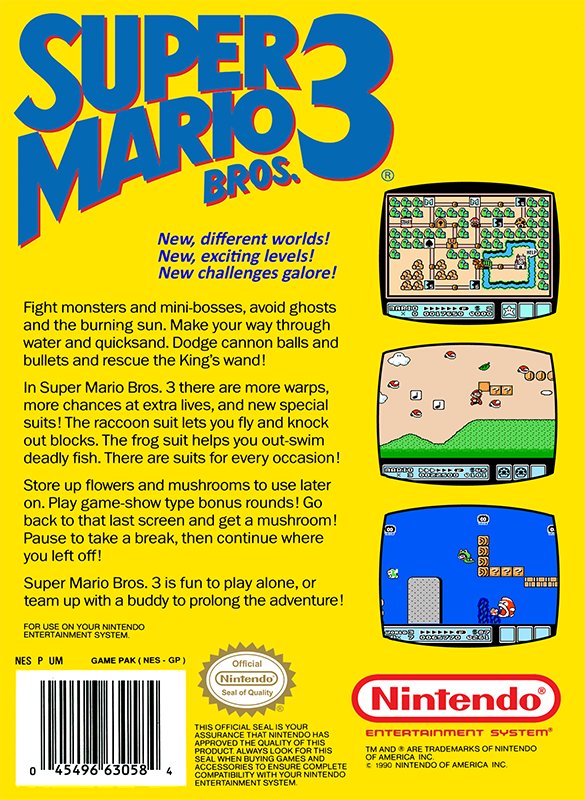 SUPER
MARIO
BROS. 3®
New, different worlds!
New, exciting levels!
New challenges galore!
Fight monsters and mini-bosses, avoid ghosts
and the burning sun. Make your way through
water and quicksand. Dodge cannon balls and
bullets and rescue the King's wand!
In Super Mario Bros. 3 there are more warps,
more chances at extra lives, and new special
suits! The raccoon suit lets you fly and knock
out blocks. The frog suit helps you out-swim
deadly fish. There are suits for every occasion!
Store up flowers and mushrooms to use later
on. Play game-show type bonus rounds! Go
back to that last screen and get a mushroom!
Pause to take a break, then continue where
you left off!
Super Mario Bros. 3 is fun to play alone, or
team up with a buddy to prolong the adventure!
FOR USE ON YOUR NINTENDO
ENTERTAINMENT SYSTEM.
NES P UM GAME PAK ( NES - GP )
0 45496 63058 4
Official
Nintendo
Seal of Quality
THIS OFFICIAL SEAL IS YOUR
ASSURANCE THAT NINTENDO HAS
APPROVED THE QUALITY OF THIS
PRODUCT. ALWAYS LOOK FOR THIS
SEAL WHEN BUYING GAMES AND
ACCESSORIES TO ENSURE COMPLETE
COMPATIBILITY WITH YOUR NINTENDO
ENTERTAINMENT SYSTEM.
Nintendo®
ENTERTAINMENT SYSTEM®
TM AND ® ARE TRADEMARKS OF NINTENDO
OF AMERICA INC.
© 1990 NINTENDO OF AMERICA INC.